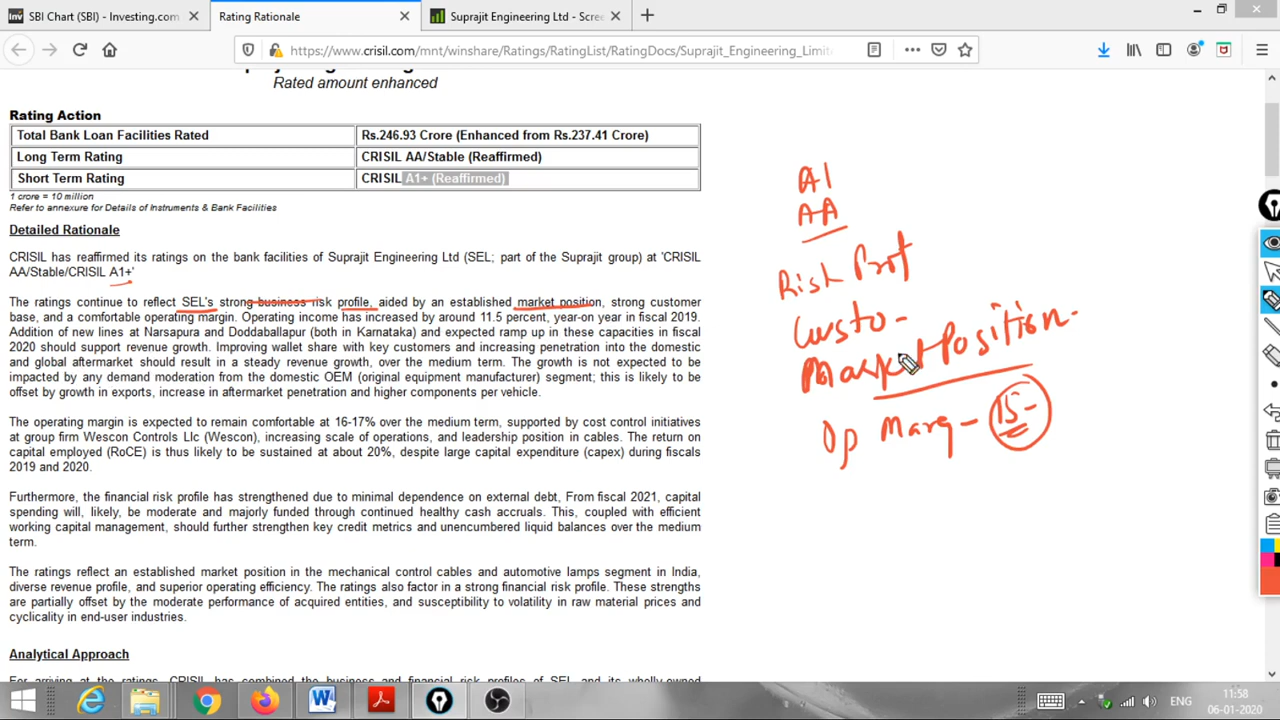 SBI Chart (SBI) - Investing.com
Rating Rationale
Suprajit Engineering Ltd - Scree
https://www.crisil.com/mnt/winshare/Ratings/RatingList/RatingDocs/Suprajit_Engineering_Limite
Rated amount enhanced
Rating Action
Total Bank Loan Facilities Rated Rs.246.93 Crore (Enhanced from Rs.237.41 Crore)
Long Term Rating CRISIL AA/Stable (Reaffirmed)
Short Term Rating CRISIL A1+ (Reaffirmed)
1 crore = 10 million
Refer to annexure for Details of Instruments & Bank Facilities
Detailed Rationale
CRISIL has reaffirmed its ratings on the bank facilities of Suprajit Engineering Ltd (SEL; part of the Suprajit group) at 'CRISIL
AA/Stable/CRISIL A1+'
The ratings continue to reflect SEL's strong business risk profile, aided by an established market position, strong customer
base, and a comfortable operating margin. Operating income has increased by around 11.5 percent, year-on year in fiscal 2019.
Addition of new lines at Narsapura and Doddaballapur (both in Karnataka) and expected ramp up in these capacities in fiscal
2020 should support revenue growth. Improving wallet share with key customers and increasing penetration into the domestic
and global aftermarket should result in a steady revenue growth, over the medium term. The growth is not expected to be
impacted by any demand moderation from the domestic OEM (original equipment manufacturer) segment; this is likely to be
offset by growth in exports, increase in aftermarket penetration and higher components per vehicle.
The operating margin is expected to remain comfortable at 16-17% over the medium term, supported by cost control initiatives
at group firm Wescon Controls Llc (Wescon), increasing scale of operations, and leadership position in cables. The return on
capital employed (RoCE) is thus likely to be sustained at about 20%, despite large capital expenditure (capex) during fiscals
2019 and 2020.
Furthermore, the financial risk profile has strengthened due to minimal dependence on external debt, From fiscal 2021, capital
spending will, likely, be moderate and majorly funded through continued healthy cash accruals. This, coupled with efficient
working capital management, should further strengthen key credit metrics and unencumbered liquid balances over the medium
term.
The ratings reflect an established market position in the mechanical control cables and automotive lamps segment in India,
diverse revenue profile, and superior operating efficiency. The ratings also factor in a strong financial risk profile. These strengths
are partially offset by the moderate performance of acquired entities, and susceptibility to volatility in raw material prices and
cyclicality in end-user industries.
Analytical Approach
A1
AA
Risk Prof
Custo -
Market Position.
Op Marg - 15-
ENG
11:58
06-01-2020